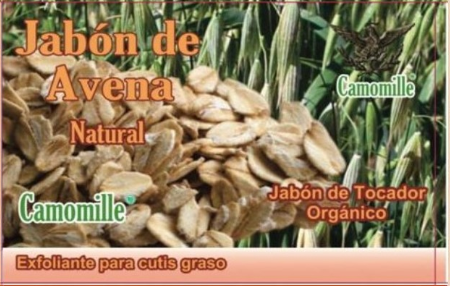 Jabón de
Avena
Natural
Camomille®
Camomille®
Jabón de Tocador
Orgánico
Exfoliante para cutis graso